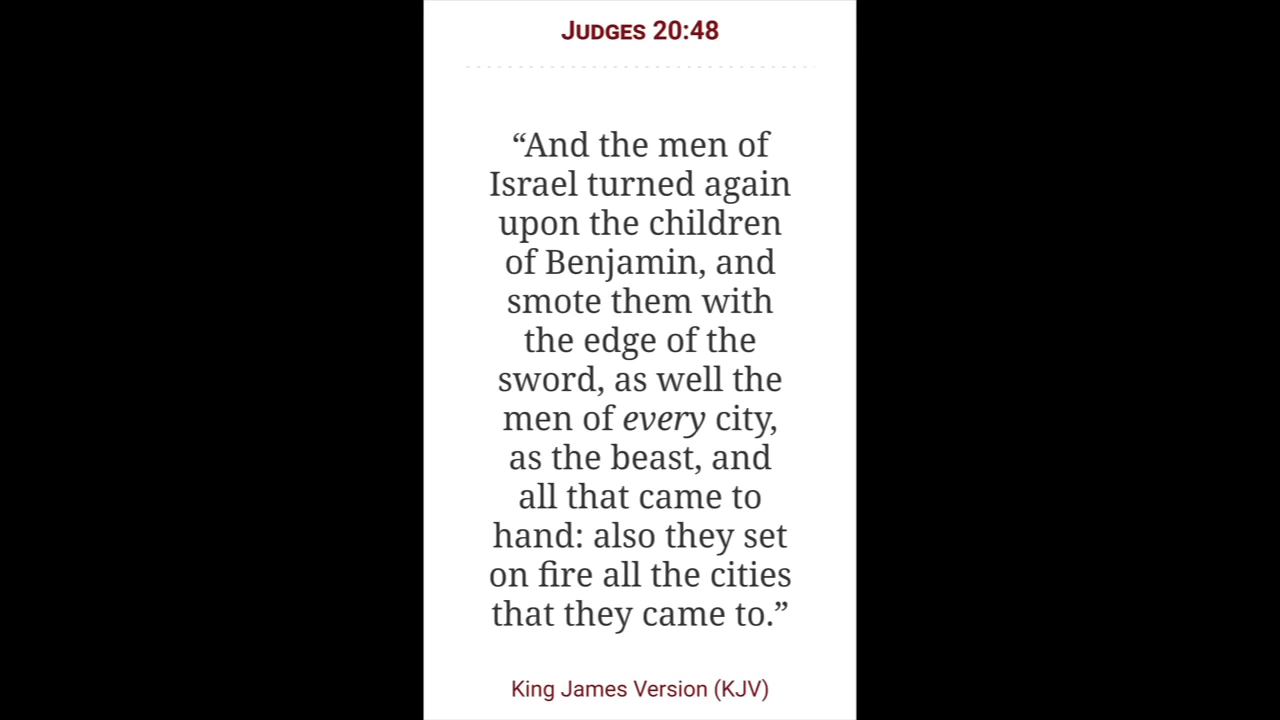 JUDGES 20:48
“And the men of
Israel turned again
upon the children
of Benjamin, and
smote them with
the edge of the
sword, as well the
men of every city,
as the beast, and
all that came to
hand: also they set
on fire all the cities
that they came to.”
King James Version (KJV)